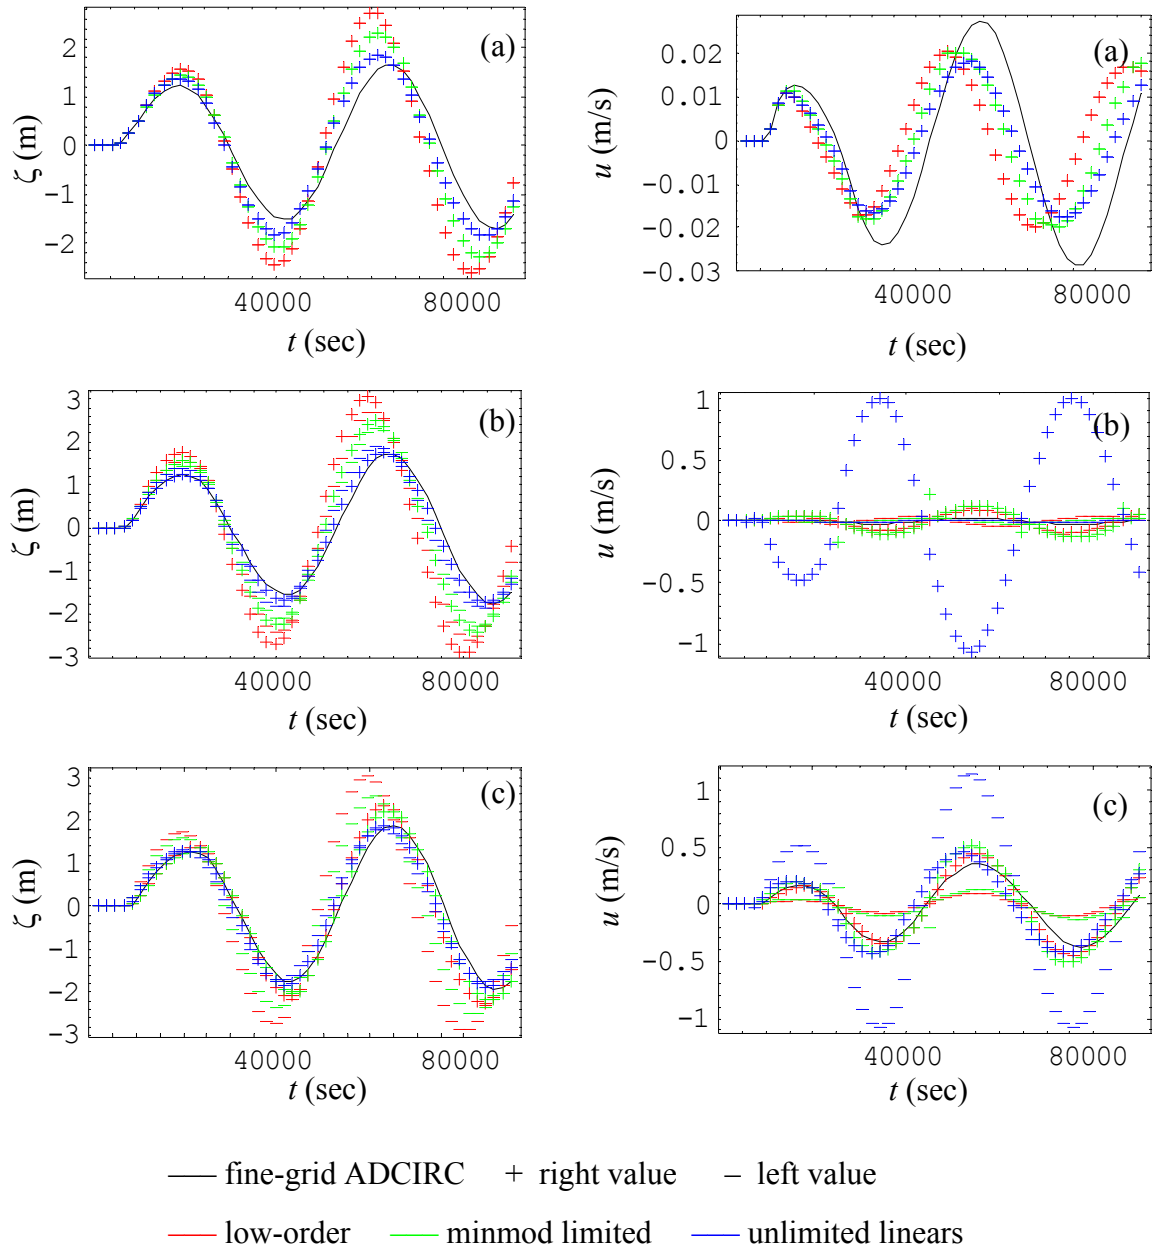 (a)
2
1
0
-1
-2
ζ (m)
40000
80000
t (sec)
(a)
0.02
0.01
0
-0.01
-0.02
-0.03
u (m/s)
40000
80000
t (sec)
(b)
3
2
1
0
-1
-2
-3
ζ (m)
40000
80000
t (sec)
(b)
1
0.5
0
-0.5
-1
u (m/s)
40000
80000
t (sec)
(c)
3
2
1
0
-1
-2
-3
ζ (m)
40000
80000
t (sec)
(c)
1
0.5
0
-0.5
-1
u (m/s)
40000
80000
t (sec)
— fine-grid ADCIRC + right value – left value
— low-order — minmod limited — unlimited linears